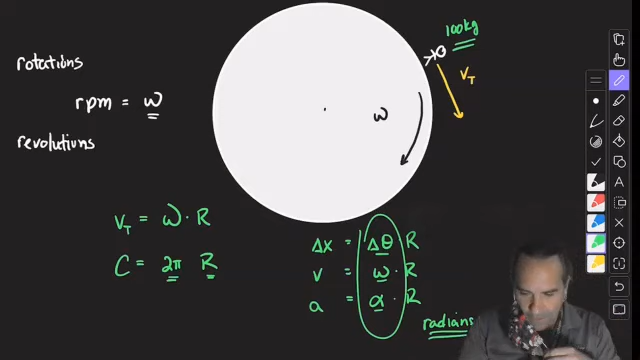 100kg
rotations
V_T
rpm = ω
ω
revolutions
V_T = ω · R
C = 2π R
Δx = Δθ · R
v = ω · R
a = α · R
radians